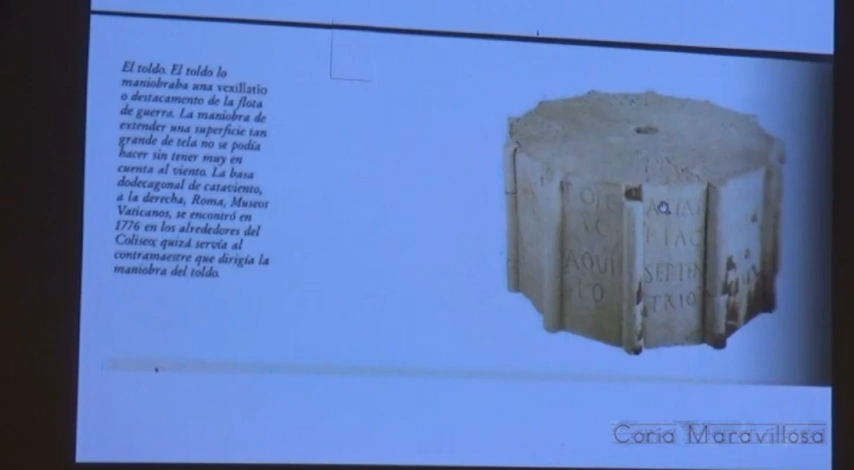 El toldo. El toldo lo
maniobraba una vexillatio
o destacamento de la flota
de guerra. La maniobra de
extender una superficie tan
grande de tela no se podía
hacer sin tener muy en
cuenta al viento. La basa
dodecagonal de cataviento,
a la derecha, Roma, Museos
Vaticanos, se encontró en
1776 en los alrededores del
Coliseo; quizá servía al
contramaestre que dirigía la
maniobra del toldo.
AQUI
LO
SEPTEN
TRIO
Coria Maravillosa